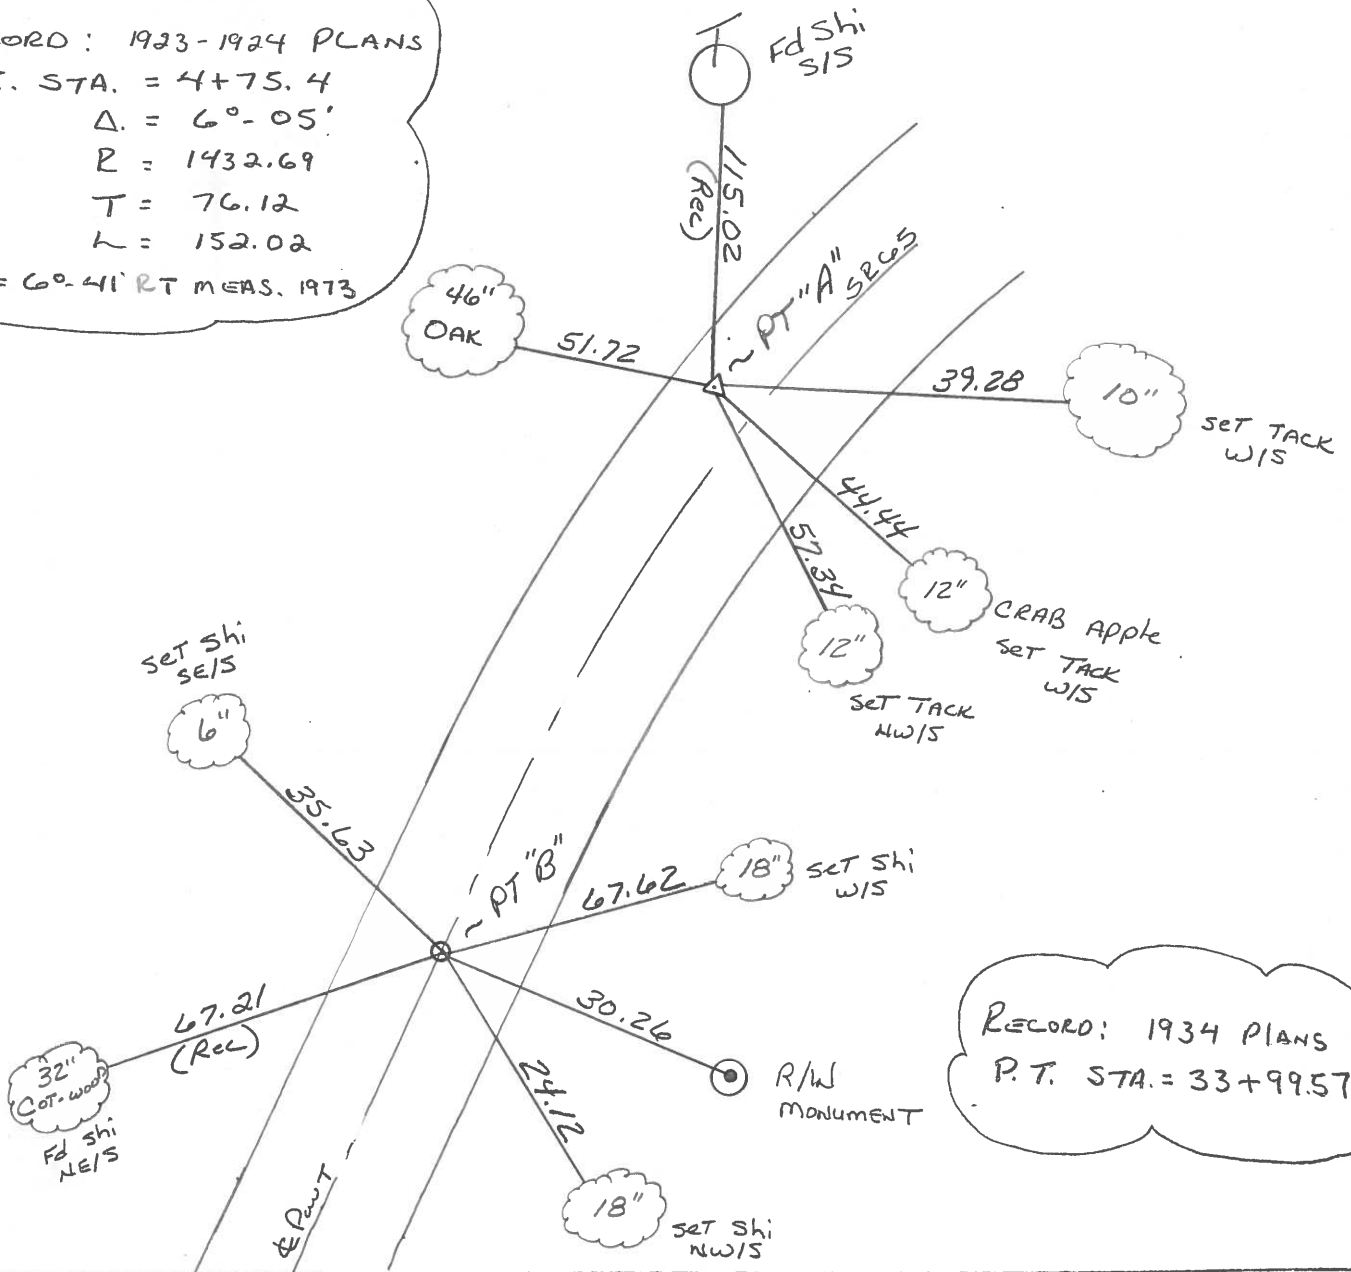 ORD : 1923-1924 PLANS
. STA. = 4+75.4
Δ. = 6°-05'
R = 1432.69
T = 76.12
L = 152.02
= 6°-41' RT MEAS. 1973
Fd Shi
S/S
115.02
(Rec)
~ PT "A"
SR 65
46"
OAK
51.72
39.28
10"
SET TACK
W/S
44.44
57.34
12"
CRAB APPle
SET TACK
W/S
12"
SET TACK
NW/S
SET Shi
SE/S
6"
35.63
~ PT "B"
67.62
18"
SET Shi
W/S
67.21
(Rec)
32"
COT-WOOD
Fd Shi
NE/S
30.26
R/W
MONUMENT
24.12
18"
SET Shi
NW/S
℄ PavT
RECORD: 1934 PlANS
P.T. STA. = 33+99.57